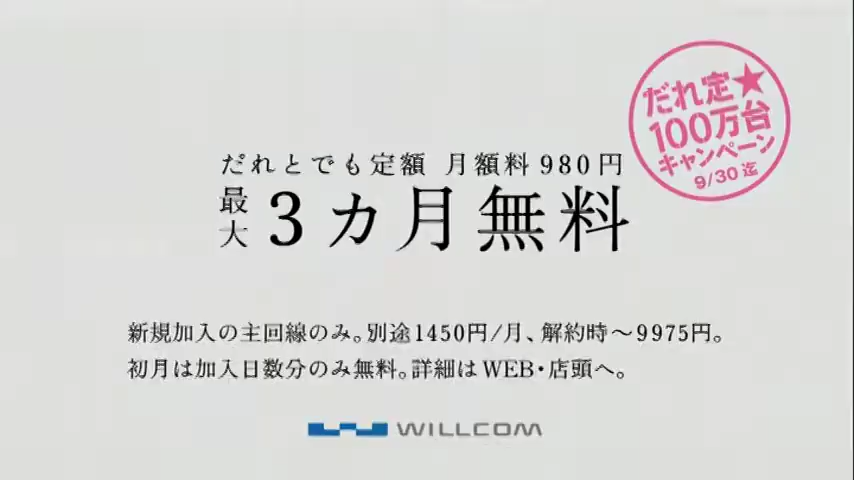 だれ定★
100万台
キャンペーン
9/30迄
だれとでも定額 月額料980円
最大 3カ月無料
新規加入の主回線のみ。別途1450円/月、解約時～9975円。
初月は加入日数分のみ無料。詳細はWEB・店頭へ。
WILLCOM